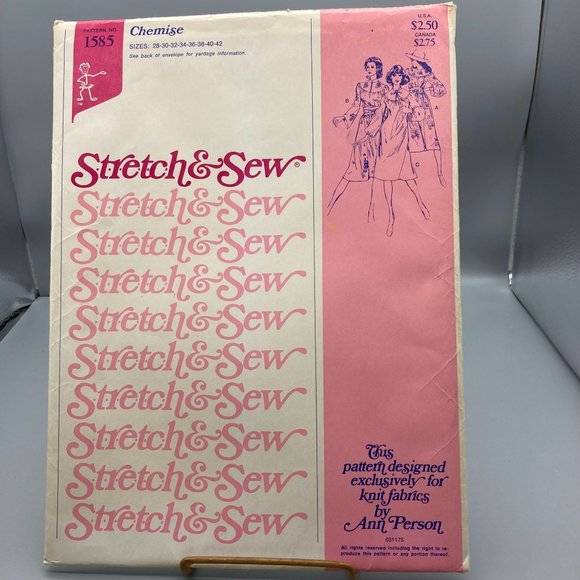 PATTERN NO.
1585
Chemise
SIZES: 28-30-32-34-36-38-40-42
See back of envelope for yardage information.
U.S.A.
$2.50
CANADA
$2.75
B
A
C
Stretch & Sew®
Stretch & Sew
Stretch & Sew
Stretch & Sew
Stretch & Sew
Stretch & Sew
Stretch & Sew
Stretch & Sew
Stretch & Sew
Stretch & Sew
This
pattern designed
exclusively for
knit fabrics
by
Ann Person
031175
All rights reserved including the right to re-
produce this pattern or any portion thereof.